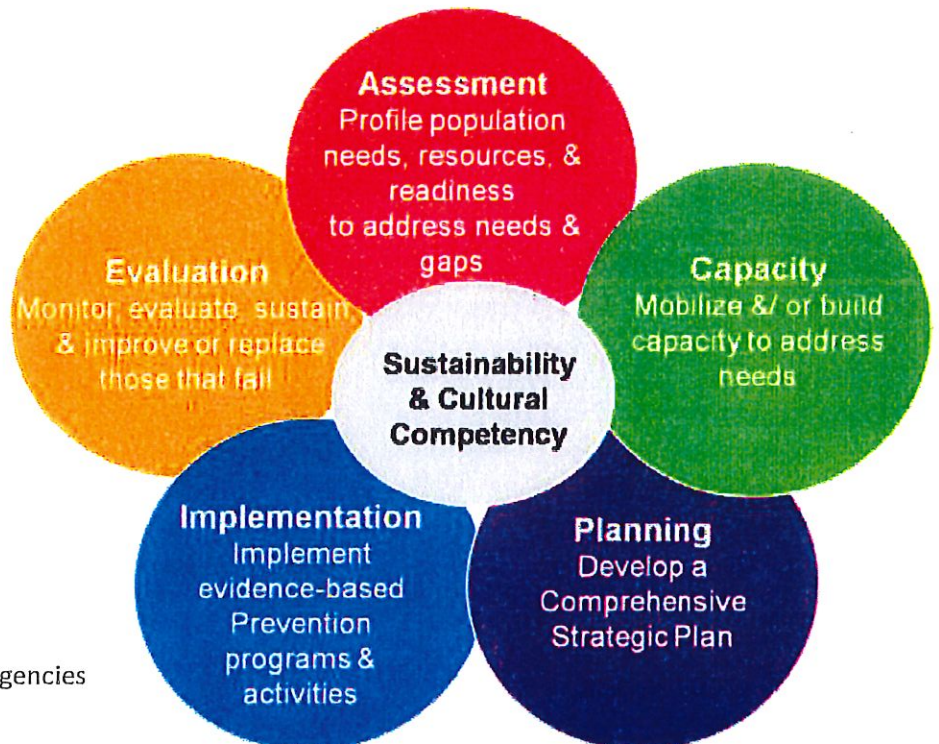 Assessment
Profile population
needs, resources, &
readiness
to address needs &
gaps
Capacity
Mobilize &/ or build
capacity to address
needs
Planning
Develop a
Comprehensive
Strategic Plan
Implementation
Implement
evidence-based
Prevention
programs &
activities
Evaluation
Monitor, evaluate, sustain
& improve or replace
those that fail
Sustainability
& Cultural
Competency
gencies